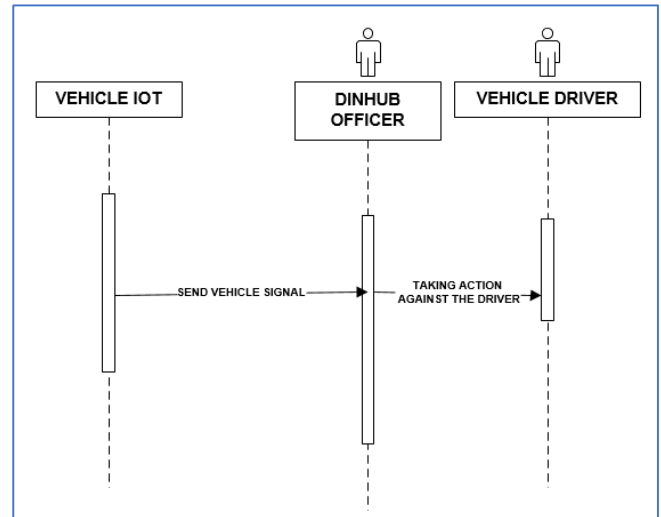 VEHICLE IOT
DINHUB
OFFICER
VEHICLE DRIVER
SEND VEHICLE SIGNAL
TAKING ACTION
AGAINST THE DRIVER